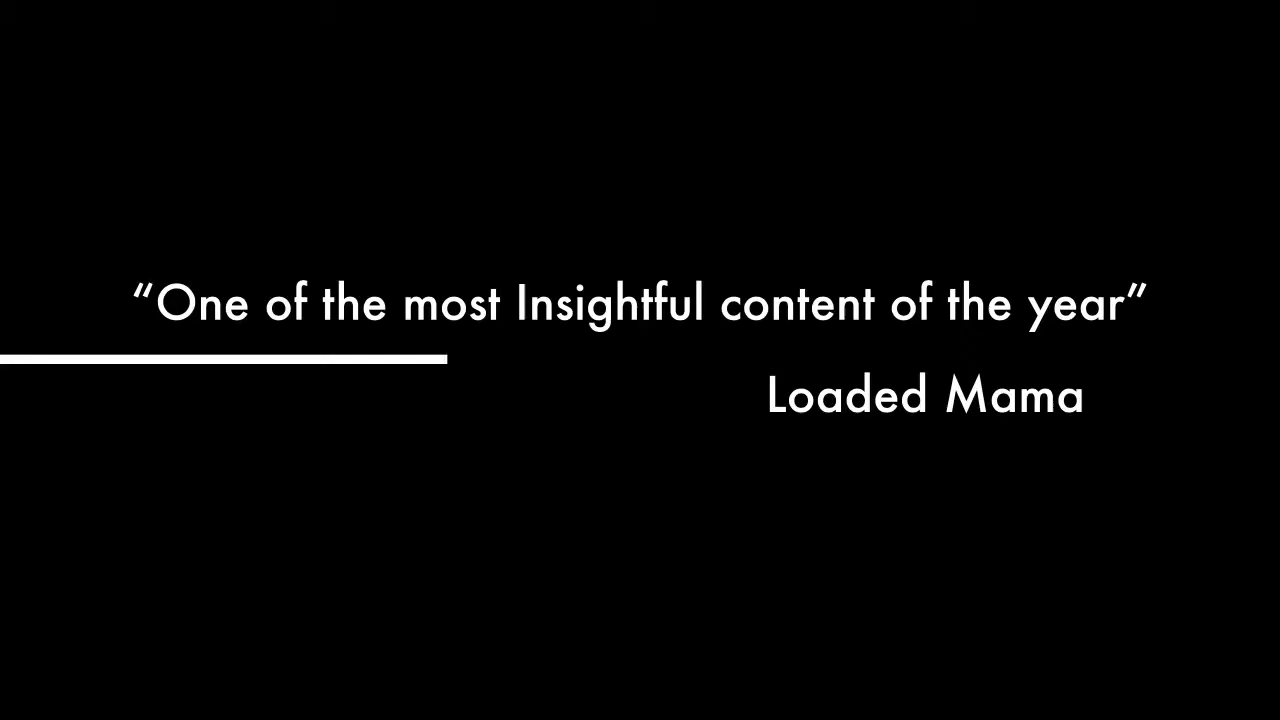 “One of the most Insightful content of the year”
Loaded Mama